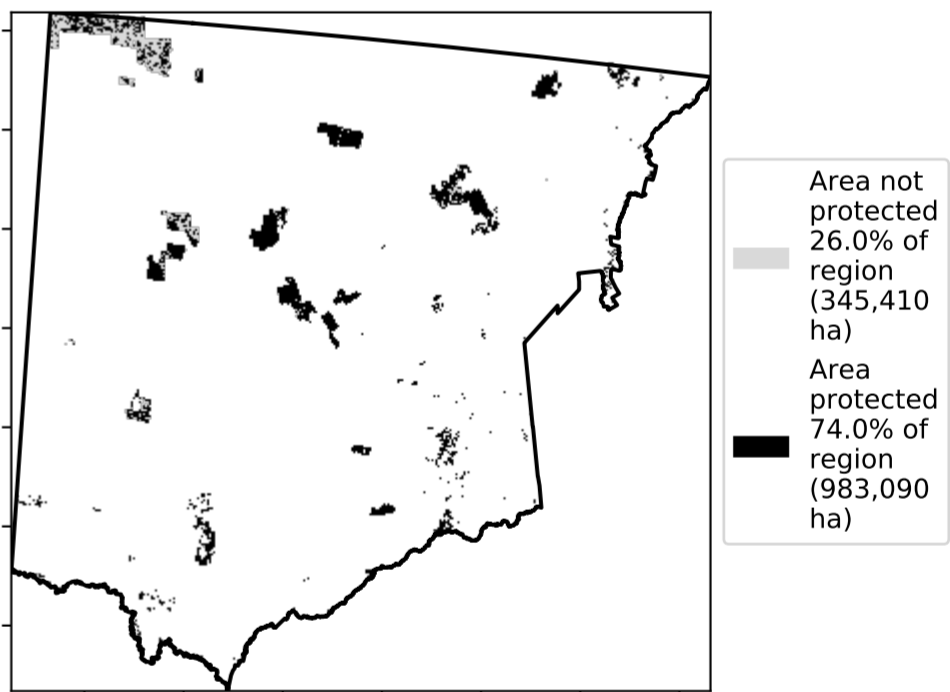 Area not
protected
26.0% of
region
(345,410
ha)
Area
protected
74.0% of
region
(983,090
ha)